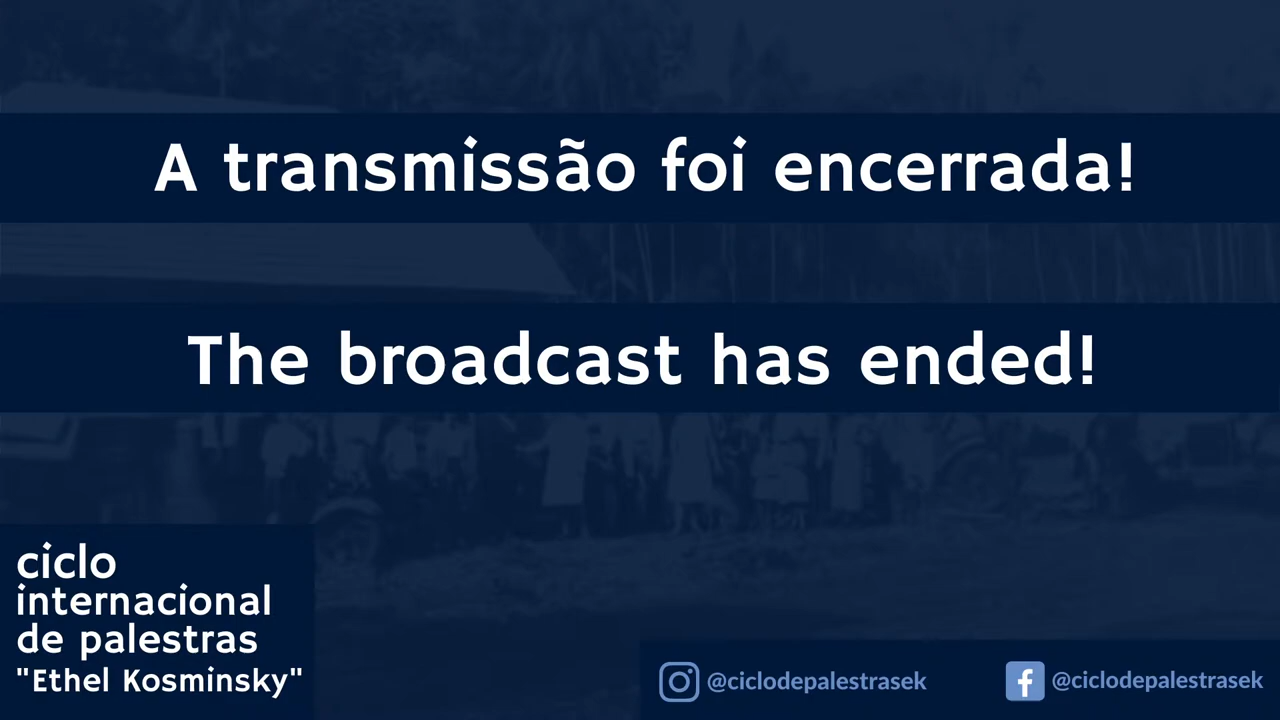 A transmissão foi encerrada!
The broadcast has ended!
ciclo
internacional
de palestras
"Ethel Kosminsky"
@ciclodepalestrasek
@ciclodepalestrasek